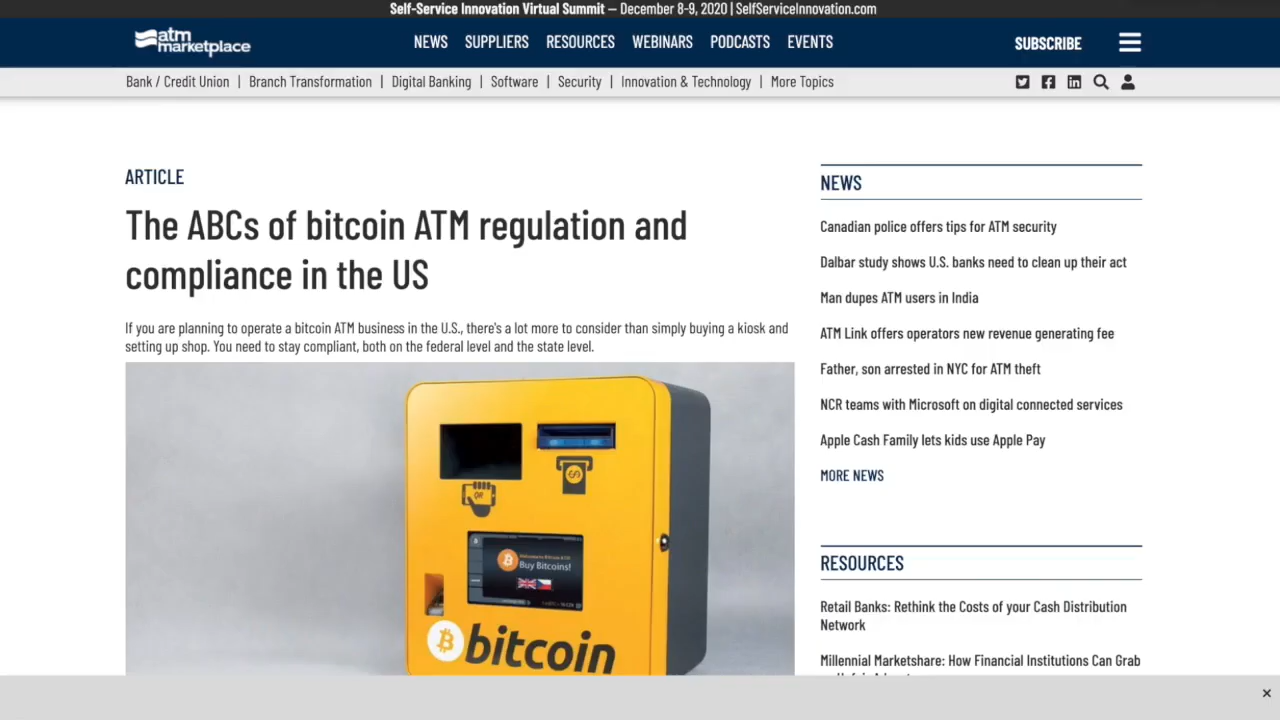 Self-Service Innovation Virtual Summit — December 8-9, 2020 | SelfServiceInnovation.com
atm marketplace
NEWS SUPPLIERS RESOURCES WEBINARS PODCASTS EVENTS
SUBSCRIBE
Bank / Credit Union | Branch Transformation | Digital Banking | Software | Security | Innovation & Technology | More Topics
ARTICLE
The ABCs of bitcoin ATM regulation and
compliance in the US
If you are planning to operate a bitcoin ATM business in the U.S., there's a lot more to consider than simply buying a kiosk and
setting up shop. You need to stay compliant, both on the federal level and the state level.
QR
Buy Bitcoins!
bitcoin
NEWS
Canadian police offers tips for ATM security
Dalbar study shows U.S. banks need to clean up their act
Man dupes ATM users in India
ATM Link offers operators new revenue generating fee
Father, son arrested in NYC for ATM theft
NCR teams with Microsoft on digital connected services
Apple Cash Family lets kids use Apple Pay
MORE NEWS
RESOURCES
Retail Banks: Rethink the Costs of your Cash Distribution
Network
Millennial Marketshare: How Financial Institutions Can Grab